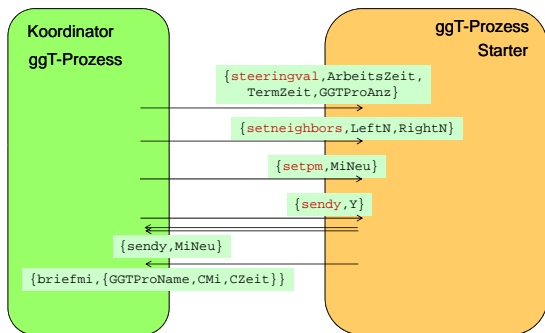 Koordinator
ggT-Prozess
ggT-Prozess
Starter
{steeringval,ArbeitsZeit,
TermZeit,GGTProAnz}
{setneighbors,LeftN,RightN}
{setpm,MiNeu}
{sendy,Y}
{sendy,MiNeu}
{briefmi,{GGTProName,CMi,CZeit}}